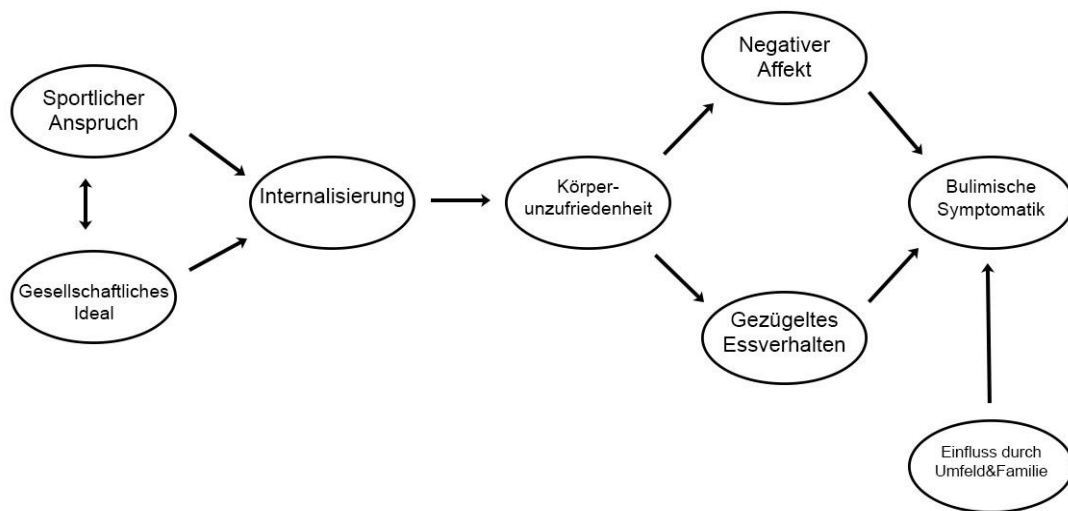 Sportlicher
Anspruch
Gesellschaftliches
Ideal
Internalisierung
Körper-
unzufriedenheit
Negativer
Affekt
Gezügeltes
Essverhalten
Bulimische
Symptomatik
Einfluss durch
Umfeld&Familie